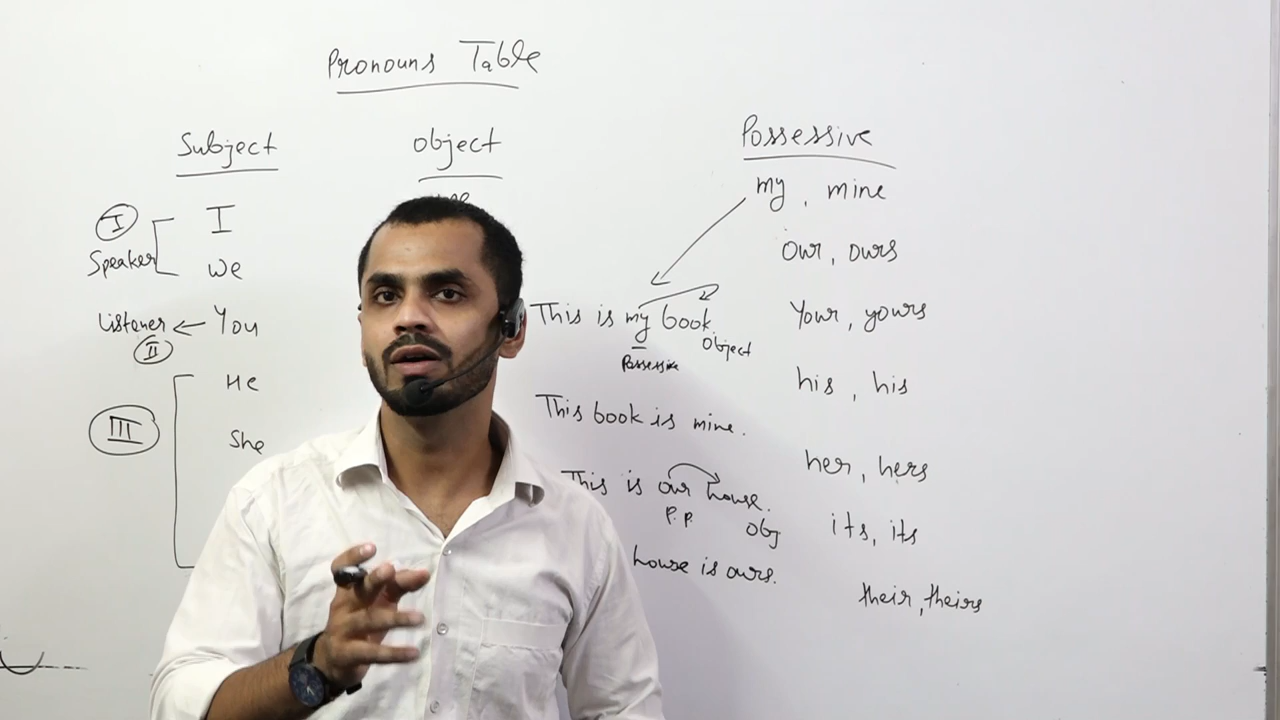 Pronouns Table
Subject
I
Speaker
I
We
Listener ← You
II
He
III
She
Object
Possessive
my, mine
Our, ours
Your, yours
his, his
her, hers
its, its
their, theirs
This is my book.
Possessive
Object
This book is mine.
This is our house.
P.P.
Obj
house is ours.